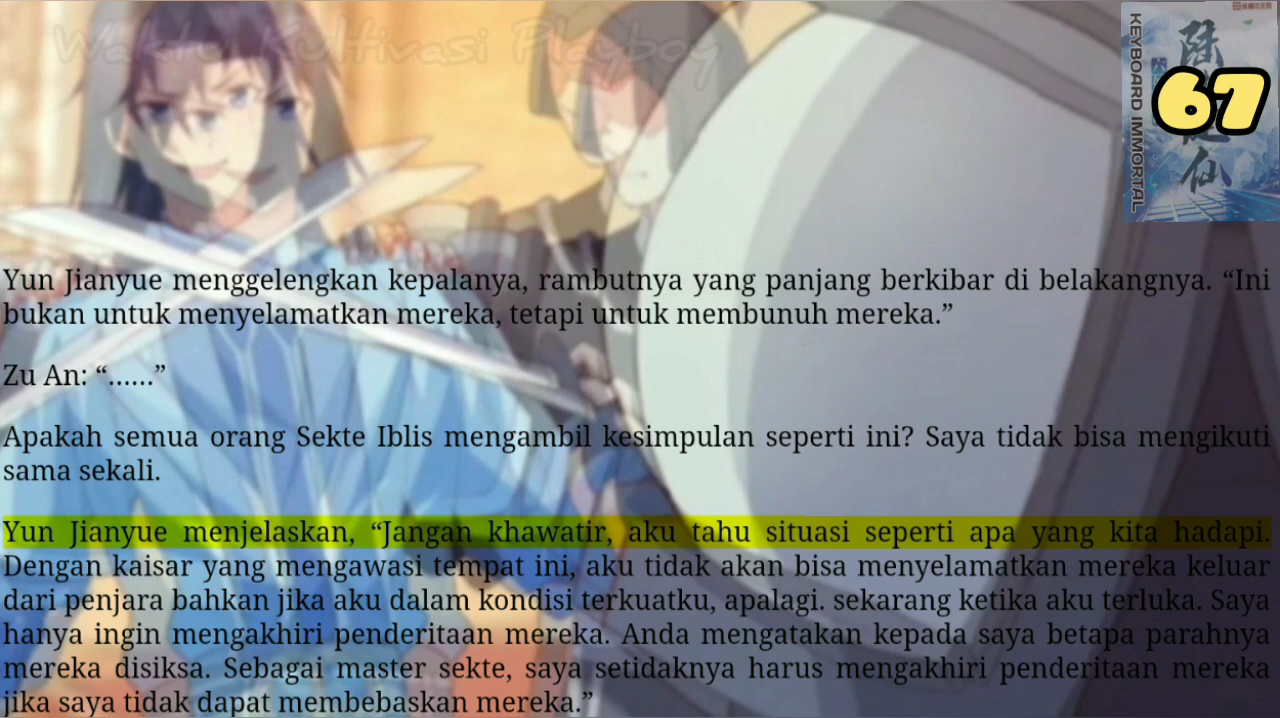 Waktu Kultivasi Playboy
KEYBOARD IMMORTAL
67
Yun Jianyue menggelengkan kepalanya, rambutnya yang panjang berkibar di belakangnya. “Ini
bukan untuk menyelamatkan mereka, tetapi untuk membunuh mereka.”
Zu An: “……”
Apakah semua orang Sekte Iblis mengambil kesimpulan seperti ini? Saya tidak bisa mengikuti
sama sekali.
Yun Jianyue menjelaskan, “Jangan khawatir, aku tahu situasi seperti apa yang kita hadapi.
Dengan kaisar yang mengawasi tempat ini, aku tidak akan bisa menyelamatkan mereka keluar
dari penjara bahkan jika aku dalam kondisi terkuatku, apalagi. sekarang ketika aku terluka. Saya
hanya ingin mengakhiri penderitaan mereka. Anda mengatakan kepada saya betapa parahnya
mereka disiksa. Sebagai master sekte, saya setidaknya harus mengakhiri penderitaan mereka
jika saya tidak dapat membebaskan mereka.”